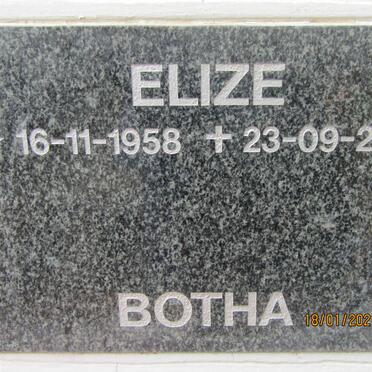 ELIZE
16-11-1958 + 23-09-2
BOTHA
18/01/202